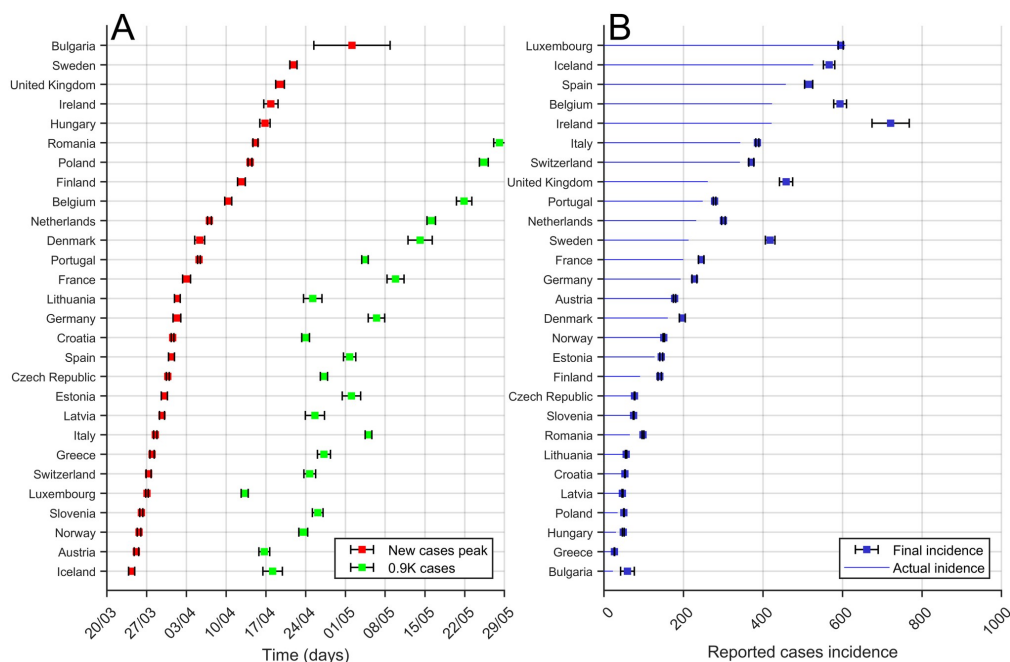 A
Bulgaria
Sweden
United Kingdom
Ireland
Hungary
Romania
Poland
Finland
Belgium
Netherlands
Denmark
Portugal
France
Lithuania
Germany
Croatia
Spain
Czech Republic
Estonia
Latvia
Italy
Greece
Switzerland
Luxembourg
Slovenia
Norway
Austria
Iceland
New cases peak
0.9K cases
20/03
27/03
03/04
10/04
17/04
24/04
01/05
08/05
15/05
22/05
29/05
Time (days)
B
Luxembourg
Iceland
Spain
Belgium
Ireland
Italy
Switzerland
United Kingdom
Portugal
Netherlands
Sweden
France
Germany
Austria
Denmark
Norway
Estonia
Finland
Czech Republic
Slovenia
Romania
Lithuania
Croatia
Latvia
Poland
Hungary
Greece
Bulgaria
Final incidence
Actual inidence
0
200
400
600
800
1000
Reported cases incidence